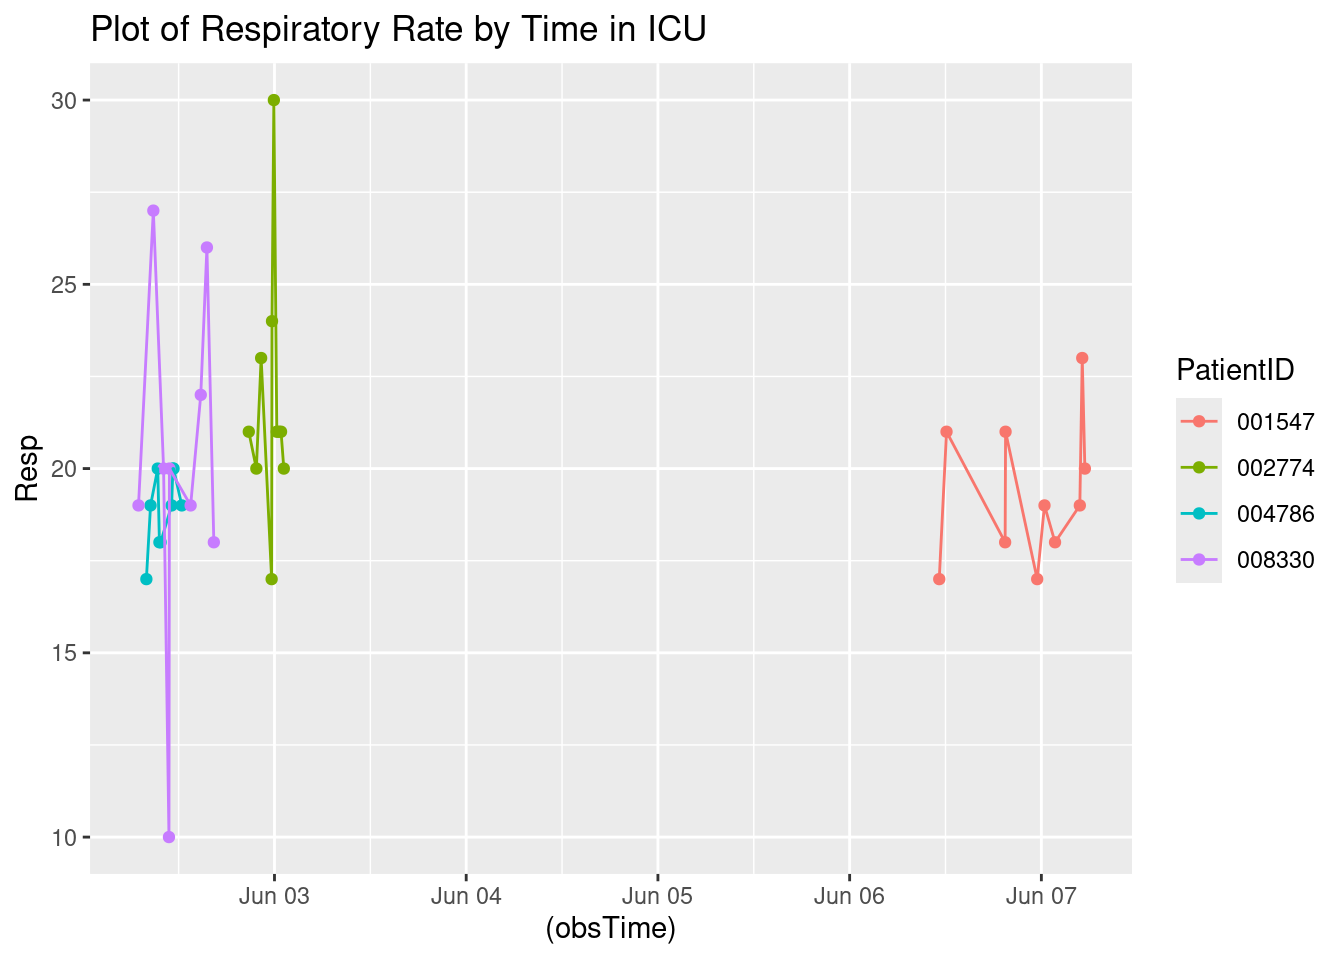 Plot of Respiratory Rate by Time in ICU
30
25
20
15
10
Resp
Jun 03 Jun 04 Jun 05 Jun 06 Jun 07
(obsTime)
PatientID
001547
002774
004786
008330